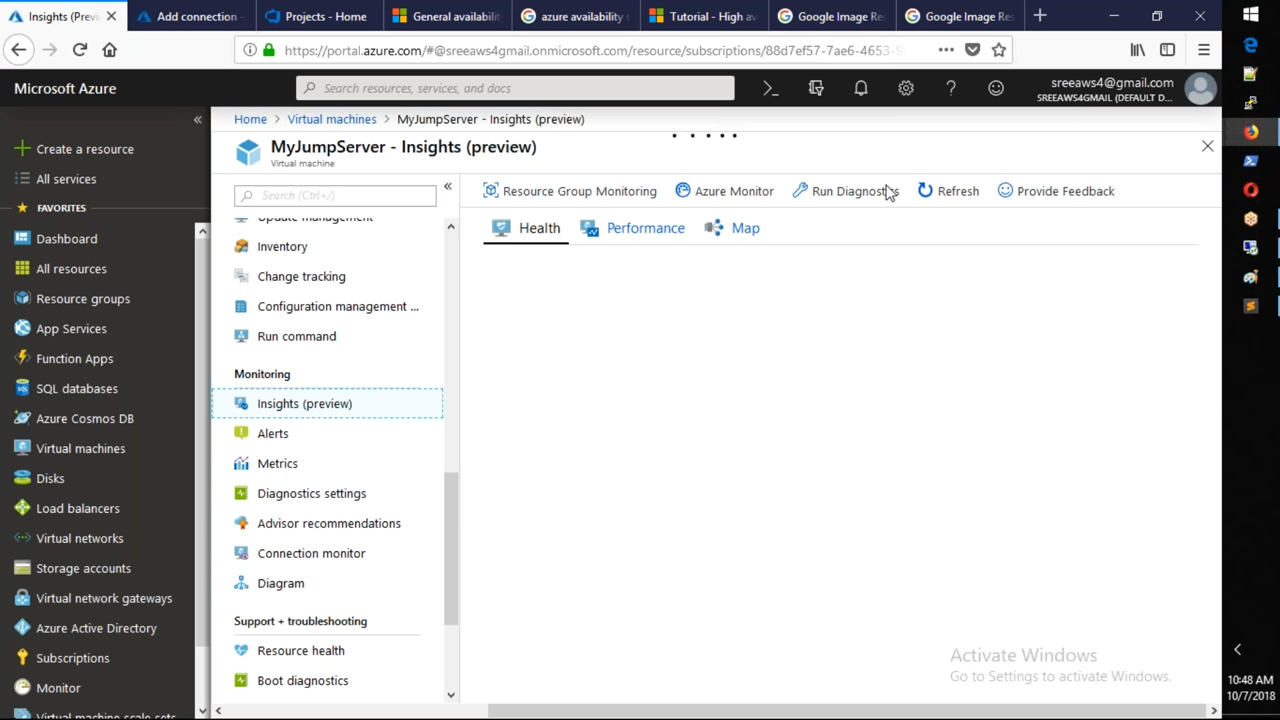 Insights (Previ
Add connection -
Projects - Home
General availabili
azure availability s
Tutorial - High av
Google Image Res
Google Image Res
https://portal.azure.com/#@sreeaws4gmail.onmicrosoft.com/resource/subscriptions/88d7ef57-7ae6-4653-9
Microsoft Azure
Search resources, services, and docs
sreeaws4@gmail.com
SREEAWS4GMAIL (DEFAULT D...
Create a resource
All services
FAVORITES
Dashboard
All resources
Resource groups
App Services
Function Apps
SQL databases
Azure Cosmos DB
Virtual machines
Disks
Load balancers
Virtual networks
Storage accounts
Virtual network gateways
Azure Active Directory
Subscriptions
Monitor
Virtual machine scale sets
Home > Virtual machines > MyJumpServer - Insights (preview)
MyJumpServer - Insights (preview)
Virtual machine
Search (Ctrl+/)
Update management
Inventory
Change tracking
Configuration management ...
Run command
Monitoring
Insights (preview)
Alerts
Metrics
Diagnostics settings
Advisor recommendations
Connection monitor
Diagram
Support + troubleshooting
Resource health
Boot diagnostics
Resource Group Monitoring
Azure Monitor
Run Diagnostics
Refresh
Provide Feedback
Health
Performance
Map
Activate Windows
Go to Settings to activate Windows.
10:48 AM
10/7/2018